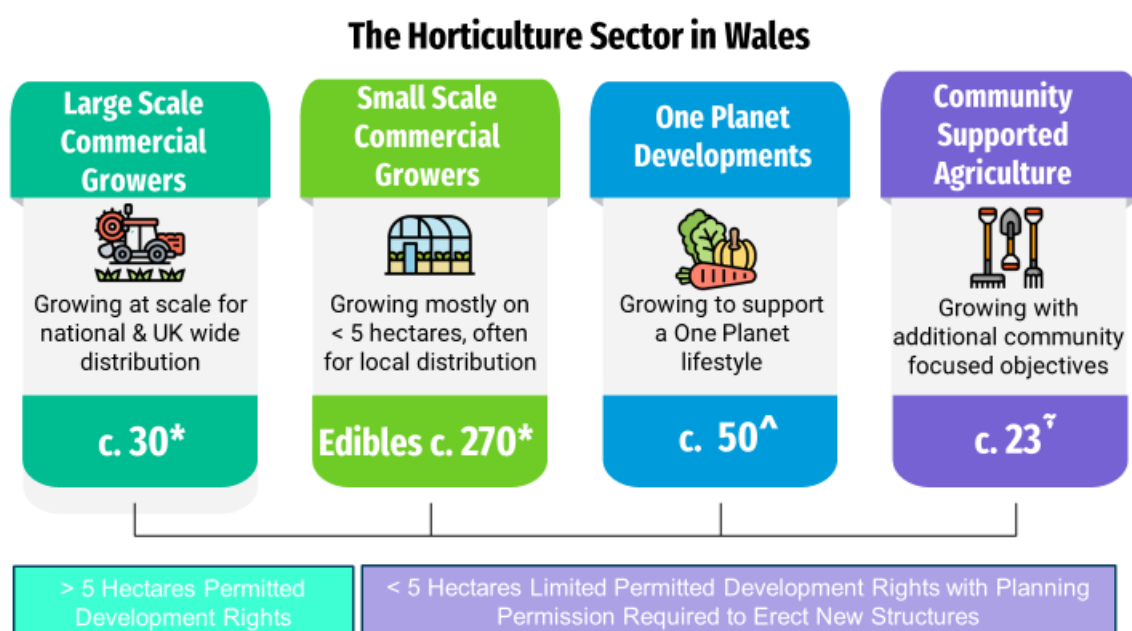 The Horticulture Sector in Wales
Large Scale
Commercial
Growers
Growing at scale for
national & UK wide
distribution
c. 30*
Small Scale
Commercial
Growers
Growing mostly on
< 5 hectares, often
for local distribution
Edibles c. 270*
One Planet
Developments
Growing to support
a One Planet
lifestyle
c. 50^
Community
Supported
Agriculture
Growing with
additional community
focused objectives
c. 23˜
> 5 Hectares Permitted
Development Rights
< 5 Hectares Limited Permitted Development Rights with Planning
Permission Required to Erect New Structures